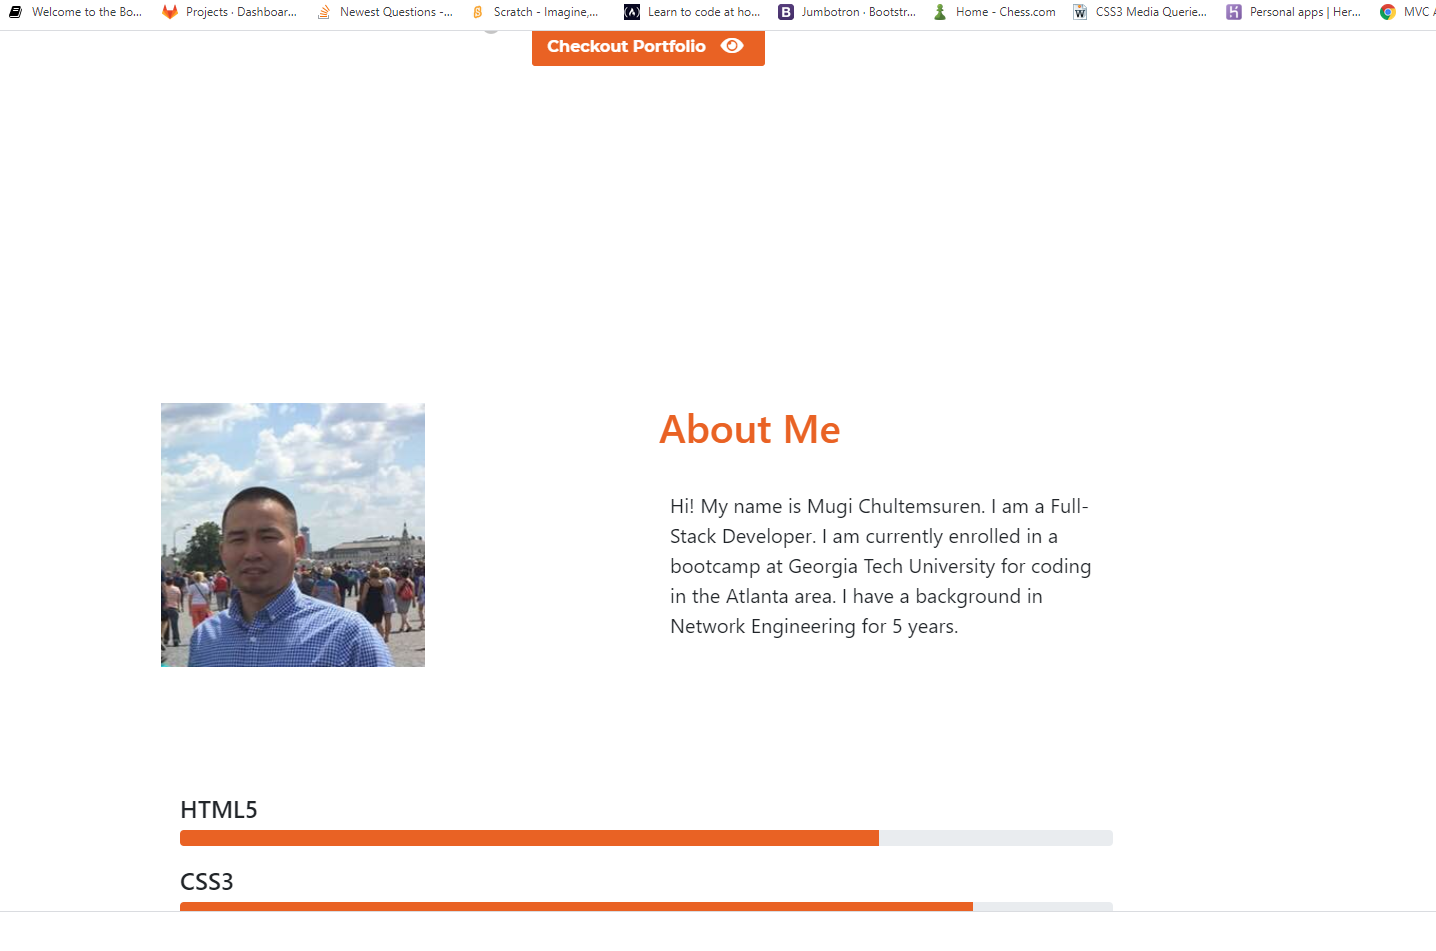 Welcome to the Bo... Projects · Dashboar... Newest Questions -... Scratch - Imagine,... Learn to code at ho... Jumbotron · Bootstr... Home - Chess.com CSS3 Media Querie... Personal apps | Her... MVC
Checkout Portfolio
About Me
Hi! My name is Mugi Chultemsuren. I am a Full-
Stack Developer. I am currently enrolled in a
bootcamp at Georgia Tech University for coding
in the Atlanta area. I have a background in
Network Engineering for 5 years.
HTML5
CSS3